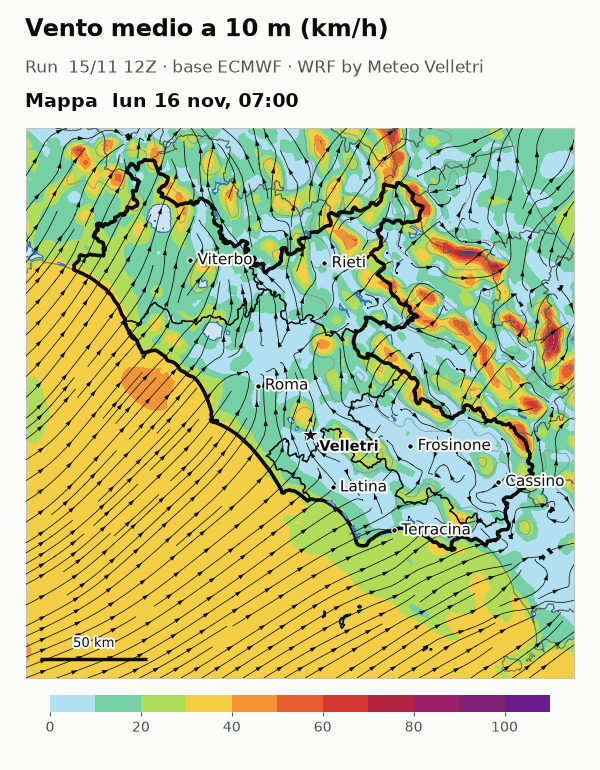 Vento medio a 10 m (km/h)
Run  15/11 12Z · base ECMWF · WRF by Meteo Velletri
Mappa  lun 16 nov, 07:00
Viterbo
Rieti
Roma
Velletri
Frosinone
Latina
Cassino
Terracina
50 km
0 20 40 60 80 100